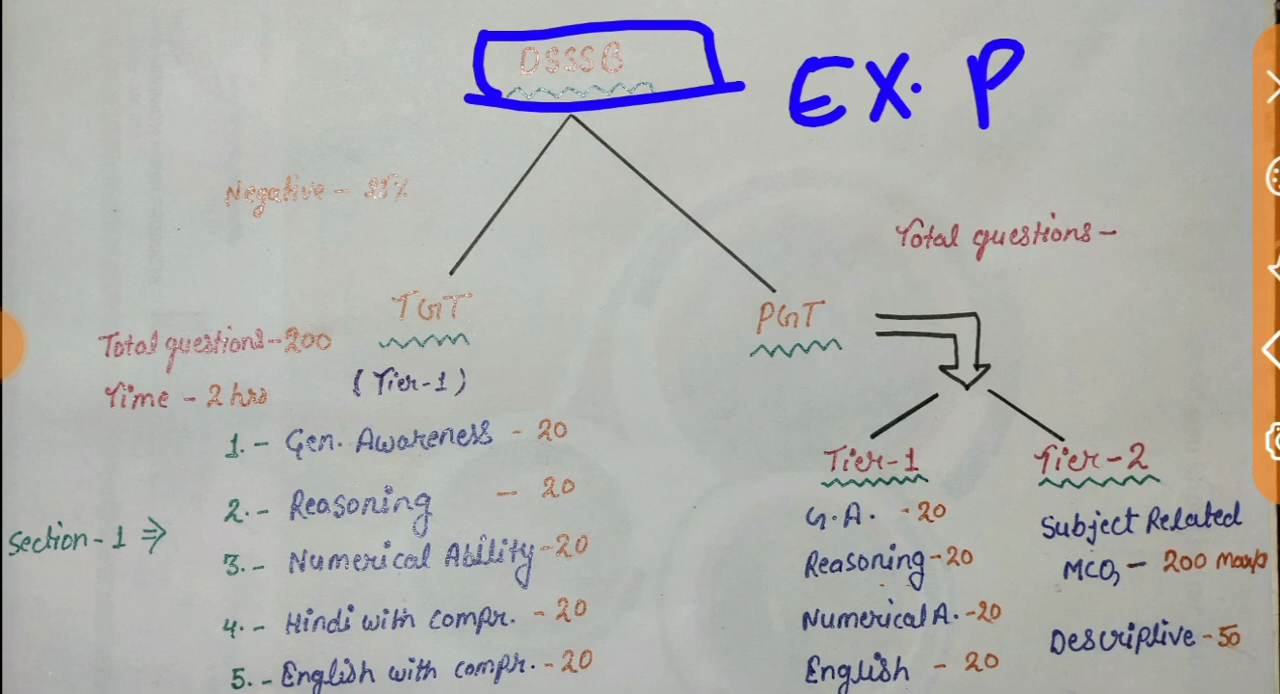 DSSSB
EX. P
Negative - 25%
Total questions -
TGT
PGT
Total questions - 200
Time - 2 hrs
(Tier-1)
Section-1 ⇒
1. - Gen. Awareness - 20
2. - Reasoning - 20
3. - Numerical Ability - 20
4. - Hindi with compr. - 20
5. - English with compr. - 20
Tier-1
G.A. - 20
Reasoning - 20
Numerical A. - 20
English - 20
Tier-2
Subject Related
MCQ - 200
Descriptive - 50